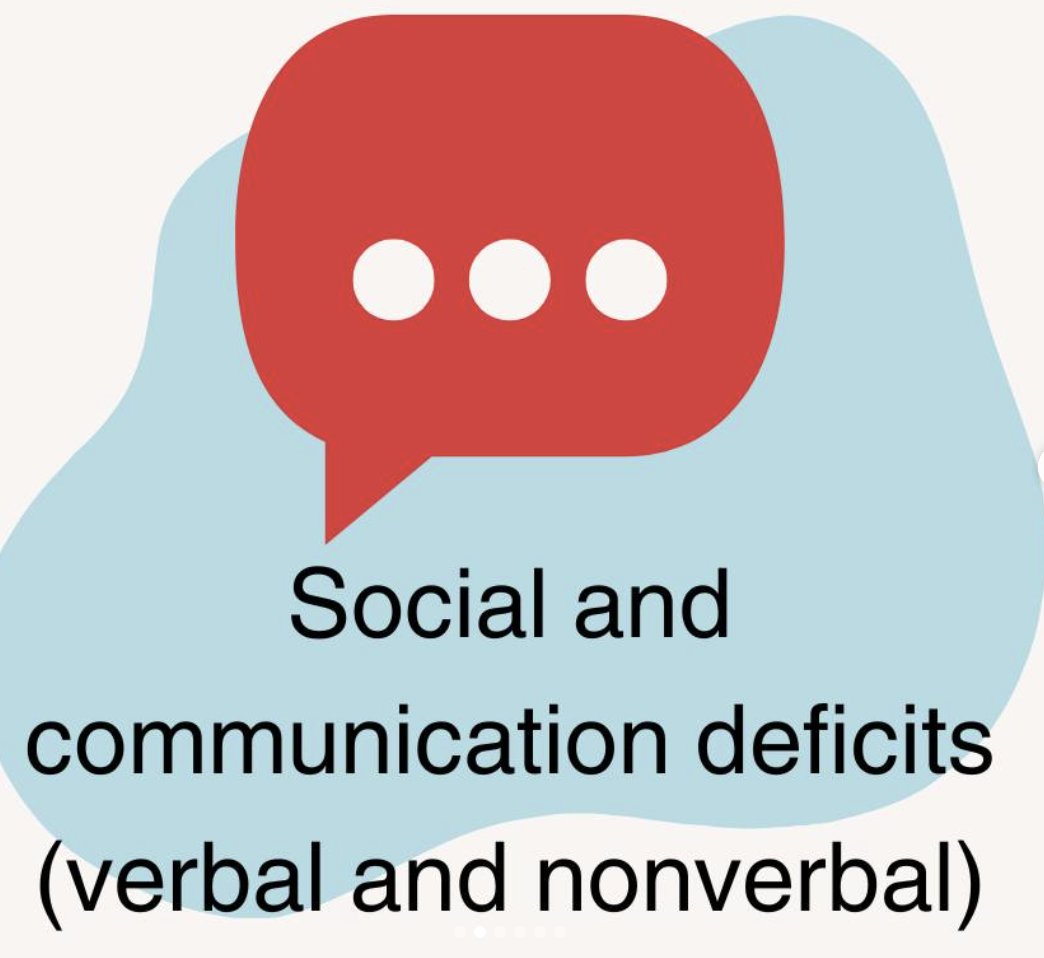 Social and
communication deficits
(verbal and nonverbal)